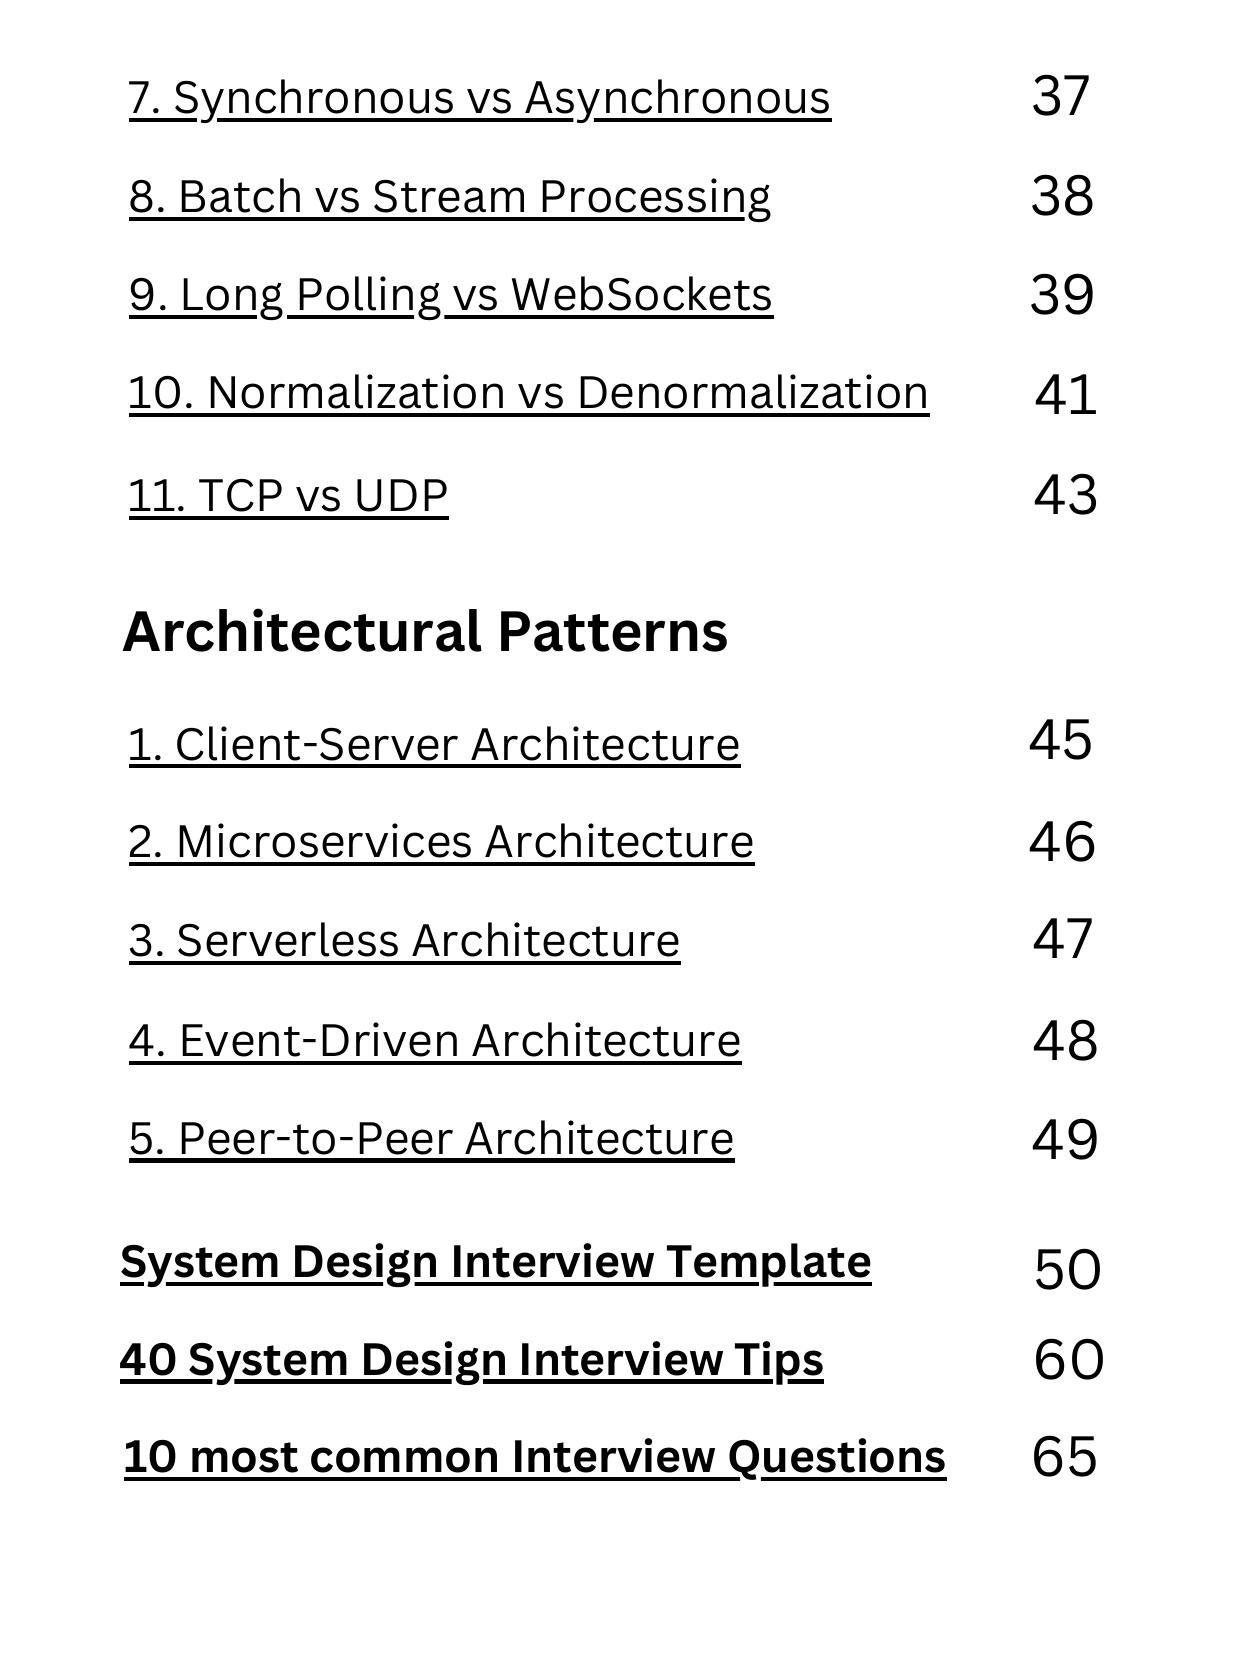 7. Synchronous vs Asynchronous 37
8. Batch vs Stream Processing 38
9. Long Polling vs WebSockets 39
10. Normalization vs Denormalization 41
11. TCP vs UDP 43
Architectural Patterns
1. Client-Server Architecture 45
2. Microservices Architecture 46
3. Serverless Architecture 47
4. Event-Driven Architecture 48
5. Peer-to-Peer Architecture 49
System Design Interview Template 50
40 System Design Interview Tips 60
10 most common Interview Questions 65